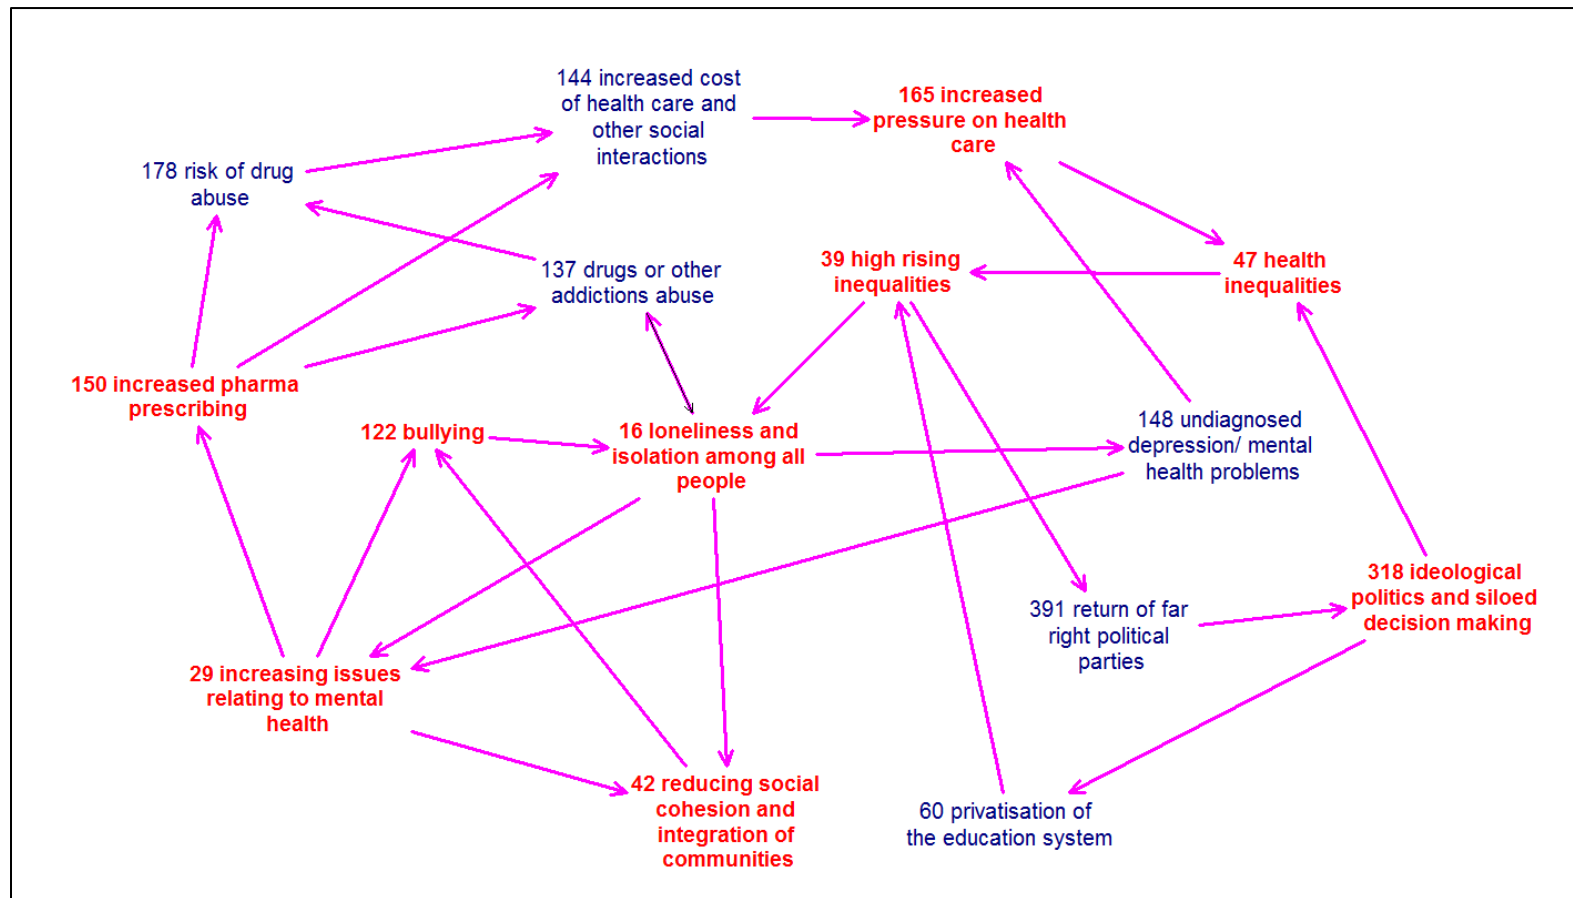 144 increased cost
of health care and
other social
interactions
165 increased
pressure on health
care
178 risk of drug
abuse
137 drugs or other
addictions abuse
39 high rising
inequalities
47 health
inequalities
150 increased pharma
prescribing
122 bullying
16 loneliness and
isolation among all
people
148 undiagnosed
depression/ mental
health problems
318 ideological
politics and siloed
decision making
391 return of far
right political
parties
29 increasing issues
relating to mental
health
42 reducing social
cohesion and
integration of
communities
60 privatisation of
the education system